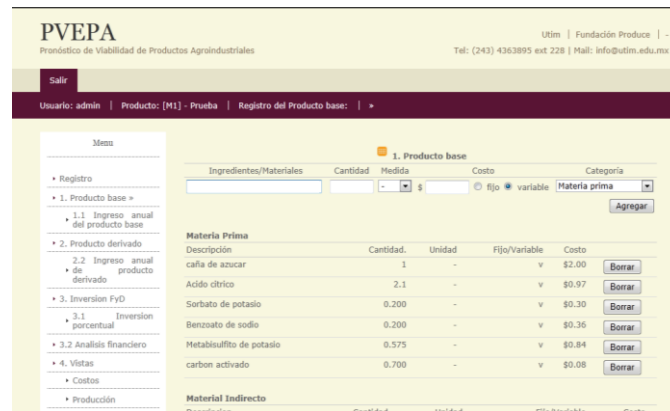 PVEPA
Pronóstico de Viabilidad de Productos Agroindustriales
Utim | Fundación Produce | -
Tel: (243) 4363895 ext 228 | Mail: info@utim.edu.mx
Salir
Usuario: admin | Producto: [M1] - Prueba | Registro del Producto base: | »
Menu
Registro
1. Producto base »
1.1 Ingreso anual
del producto base
2. Producto derivado
2.2 Ingreso anual
de producto
derivado
3. Inversion FyD
3.1 Inversion
porcentual
3.2 Analisis financiero
4. Vistas
Costos
Producción
1. Producto base
Ingredientes/Materiales Cantidad Medida Costo Categoría
- $ fijo variable Materia prima
Agregar
Materia Prima
Descripción Cantidad. Unidad Fijo/Variable Costo
caña de azucar 1 - v $2.00 Borrar
Acido cítrico 2.1 - v $0.97 Borrar
Sorbato de potasio 0.200 - v $0.30 Borrar
Benzoato de sodio 0.200 - v $0.36 Borrar
Metabisulfito de potasio 0.575 - v $0.84 Borrar
carbon activado 0.700 - v $0.08 Borrar
Material Indirecto